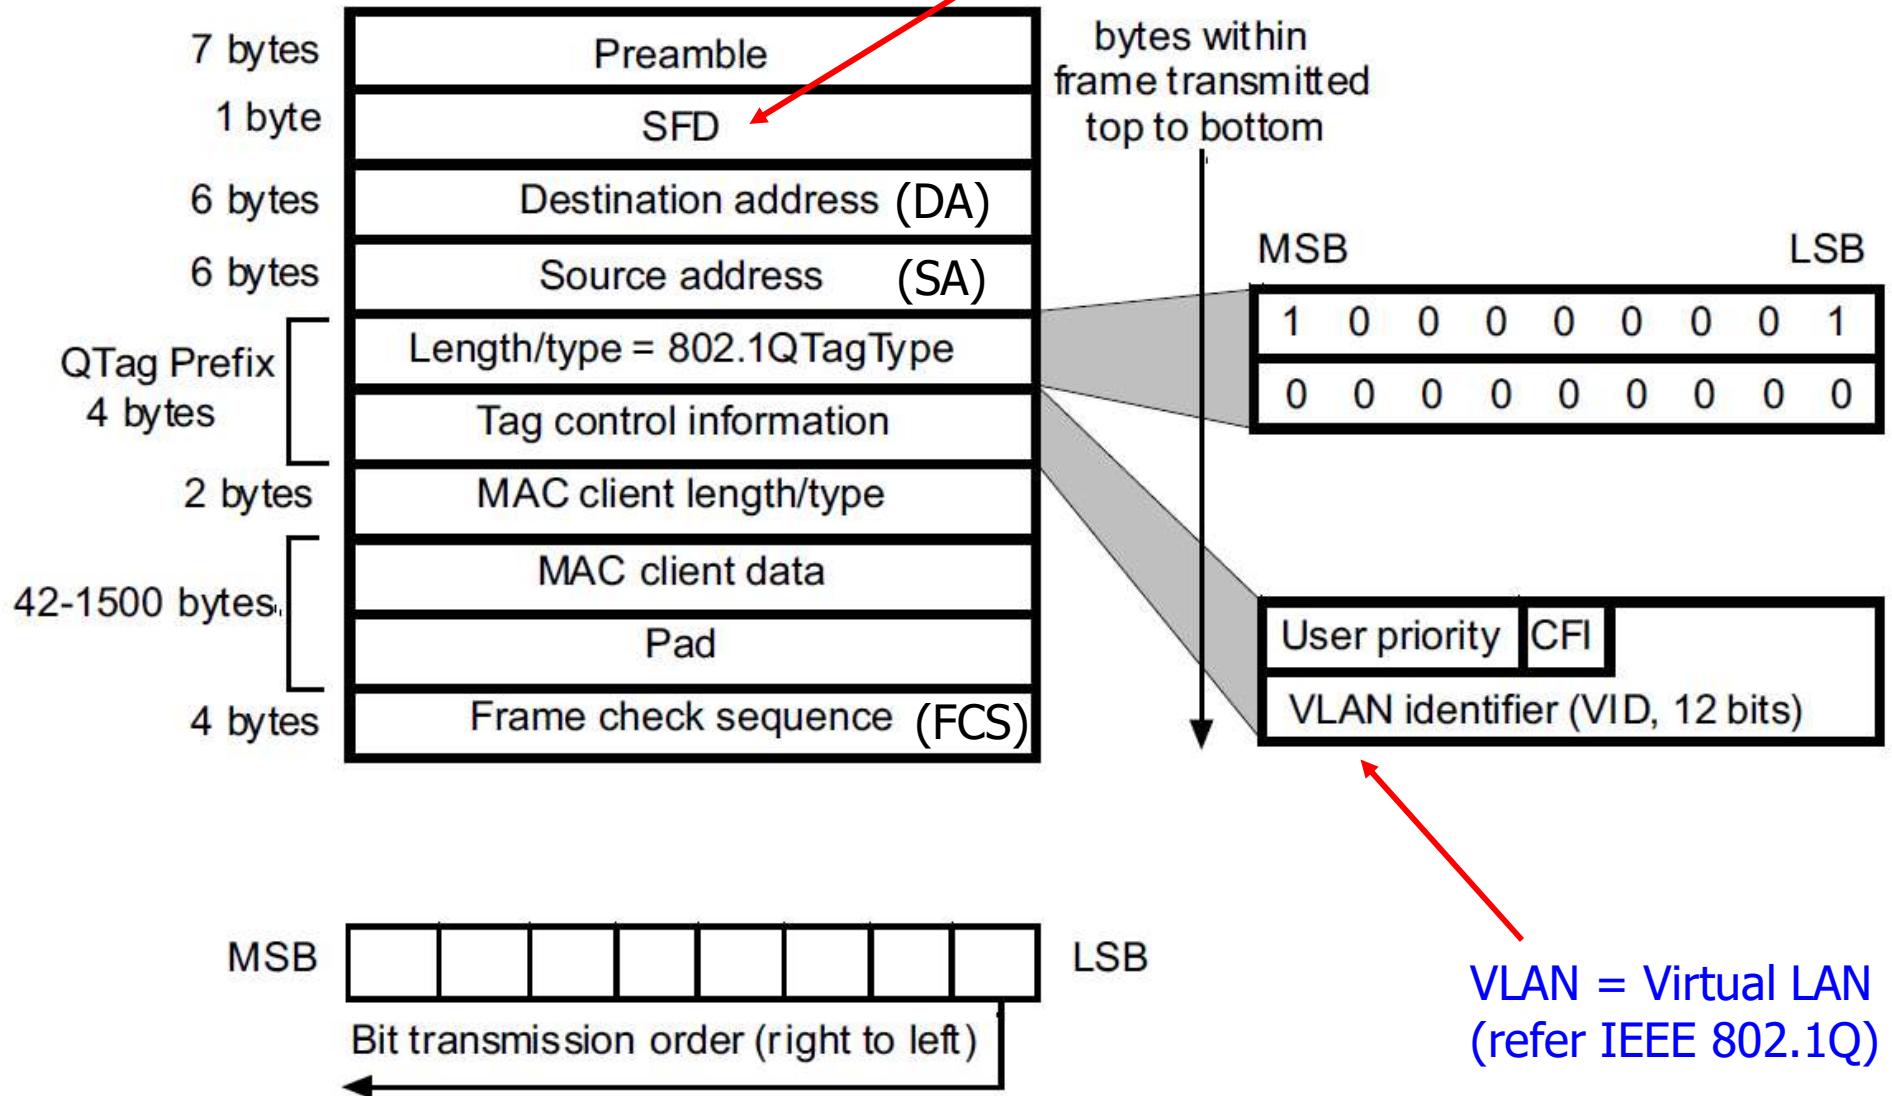 7 bytes
Preamble
1 byte
SFD
6 bytes
Destination address (DA)
6 bytes
Source address (SA)
QTag Prefix
4 bytes
Length/type = 802.1QTagType
Tag control information
2 bytes
MAC client length/type
42-1500 bytes
MAC client data
Pad
4 bytes
Frame check sequence (FCS)
bytes within
frame transmitted
top to bottom
MSB LSB
1 0 0 0 0 0 0 0 1
0 0 0 0 0 0 0 0 0
User priority CFI
VLAN identifier (VID, 12 bits)
MSB LSB
Bit transmission order (right to left)
VLAN = Virtual LAN
(refer IEEE 802.1Q)